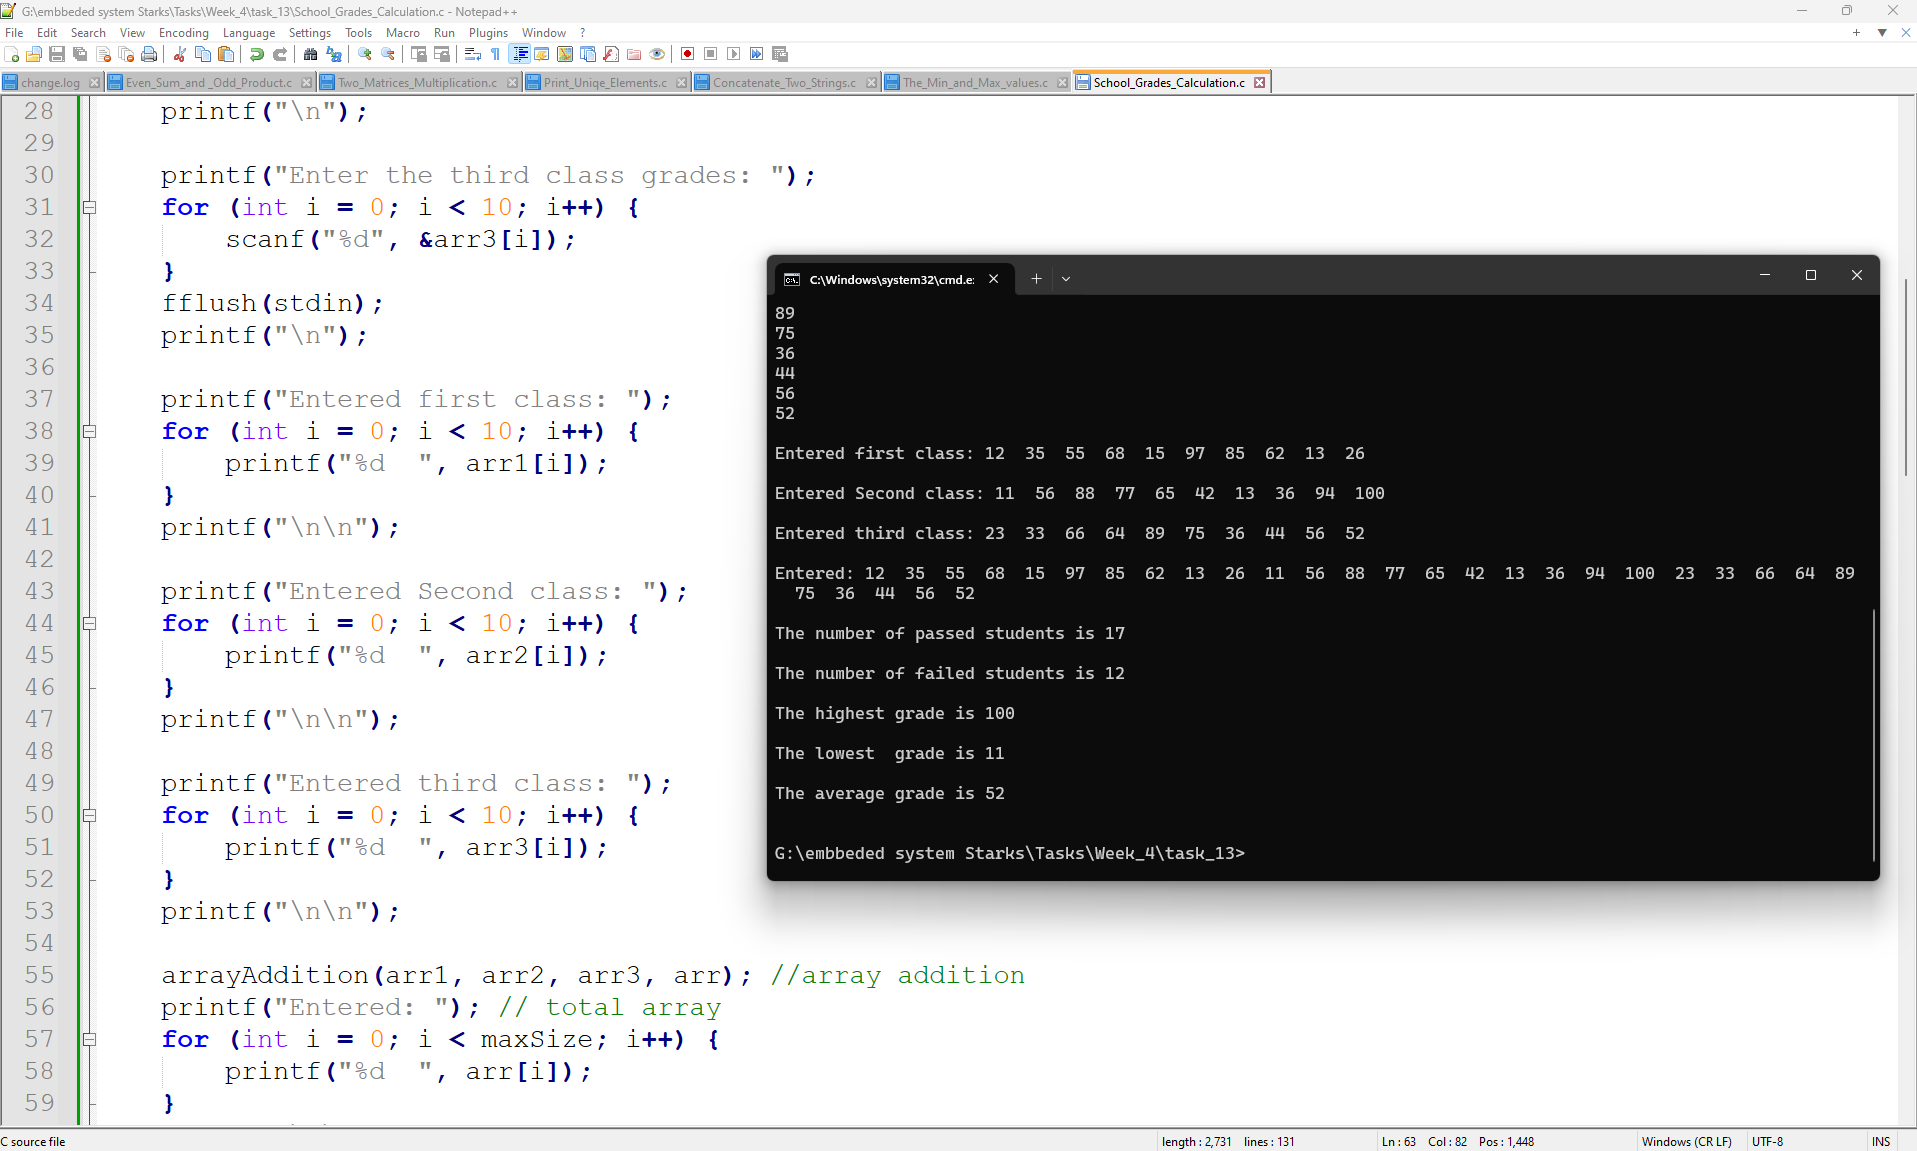 G:\embbeded system Starks\Tasks\Week_4\task_13\School_Grades_Calculation.c - Notepad++
File Edit Search View Encoding Language Settings Tools Macro Run Plugins Window ?
change.log Even_Sum_and_Odd_Product.c Two_Matrices_Multiplication.c Print_Uniqe_Elements.c Concatenate_Two_Strings.c The_Min_and_Max_values.c School_Grades_Calculation.c
28 printf("\n");
29
30 printf("Enter the third class grades: ");
31 for (int i = 0; i < 10; i++) {
32 scanf("%d", &arr3[i]);
33 }
34 fflush(stdin);
35 printf("\n");
36
37 printf("Entered first class: ");
38 for (int i = 0; i < 10; i++) {
39 printf("%d  ", arr1[i]);
40 }
41 printf("\n\n");
42
43 printf("Entered Second class: ");
44 for (int i = 0; i < 10; i++) {
45 printf("%d  ", arr2[i]);
46 }
47 printf("\n\n");
48
49 printf("Entered third class: ");
50 for (int i = 0; i < 10; i++) {
51 printf("%d  ", arr3[i]);
52 }
53 printf("\n\n");
54
55 arrayAddition(arr1, arr2, arr3, arr); //array addition
56 printf("Entered: "); // total array
57 for (int i = 0; i < maxSize; i++) {
58 printf("%d  ", arr[i]);
59 }
C:\Windows\system32\cmd.e:
89
75
36
44
56
52
Entered first class: 12  35  55  68  15  97  85  62  13  26
Entered Second class: 11  56  88  77  65  42  13  36  94  100
Entered third class: 23  33  66  64  89  75  36  44  56  52
Entered: 12  35  55  68  15  97  85  62  13  26  11  56  88  77  65  42  13  36  94  100  23  33  66  64  89
75  36  44  56  52
The number of passed students is 17
The number of failed students is 12
The highest grade is 100
The lowest  grade is 11
The average grade is 52
G:\embbeded system Starks\Tasks\Week_4\task_13>
C source file length : 2,731 lines : 131 Ln : 63 Col : 82 Pos : 1,448 Windows (CR LF) UTF-8 INS